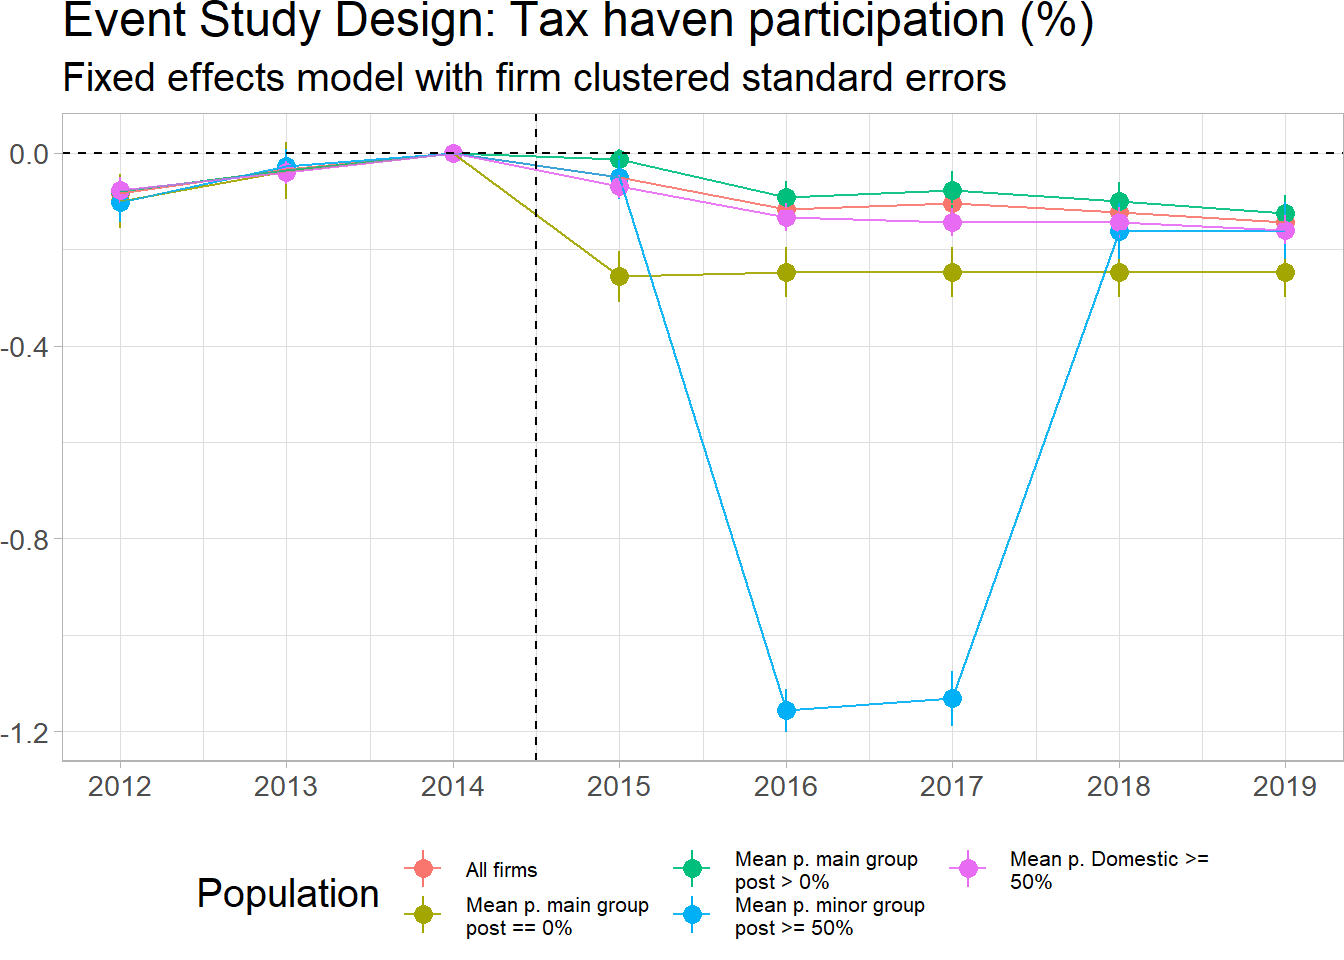 Event Study Design: Tax haven participation (%)
Fixed effects model with firm clustered standard errors
0.0
-0.4
-0.8
-1.2
2012 2013 2014 2015 2016 2017 2018 2019
Population
All firms
Mean p. main group
post == 0%
Mean p. main group
post > 0%
Mean p. minor group
post >= 50%
Mean p. Domestic >=
50%